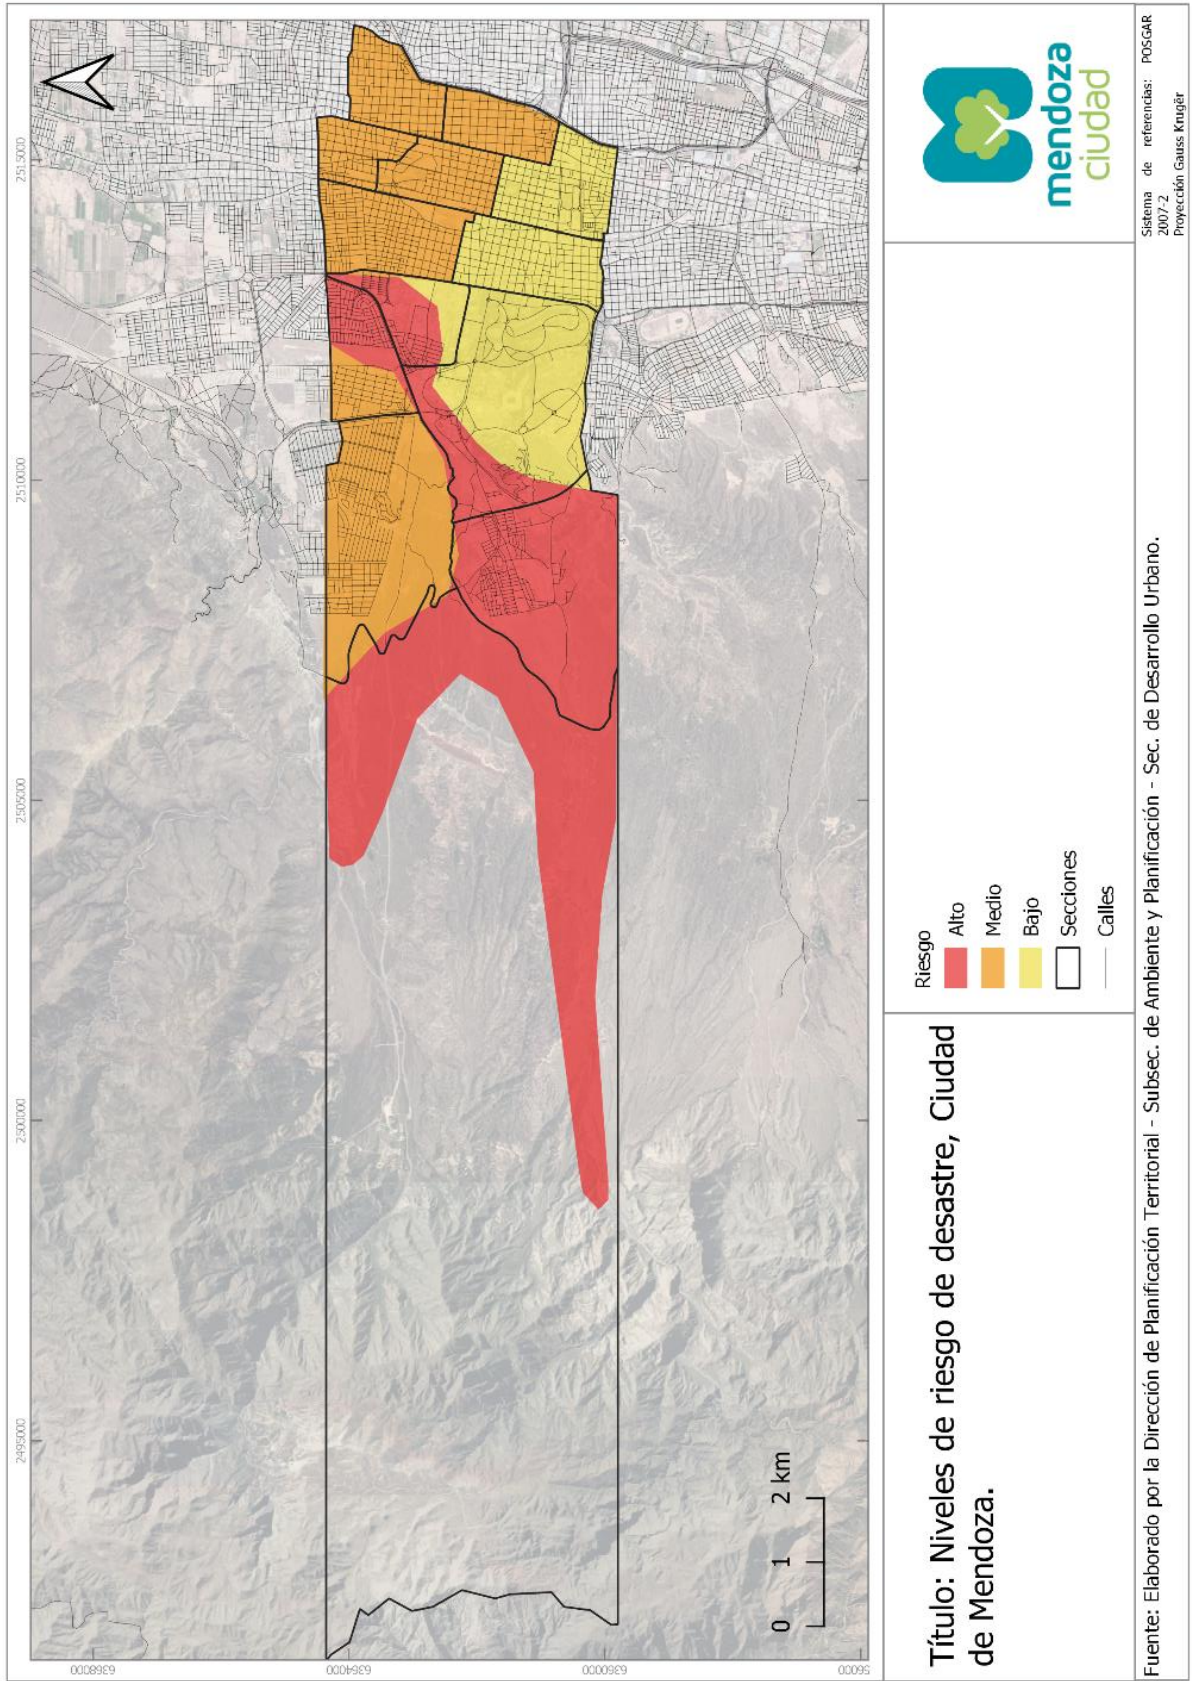 2495000
2500000
2505000
2510000
2515000
6368000
6364000
6360000
56000
0 1 2 km
Título: Niveles de riesgo de desastre, Ciudad
de Mendoza.
Riesgo
Alto
Medio
Bajo
Secciones
Calles
mendoza
ciudad
Fuente: Elaborado por la Dirección de Planificación Territorial - Subsec. de Ambiente y Planificación - Sec. de Desarrollo Urbano.
Sistema de referencias: POSGAR
2007-2
Proyección Gauss Krugër